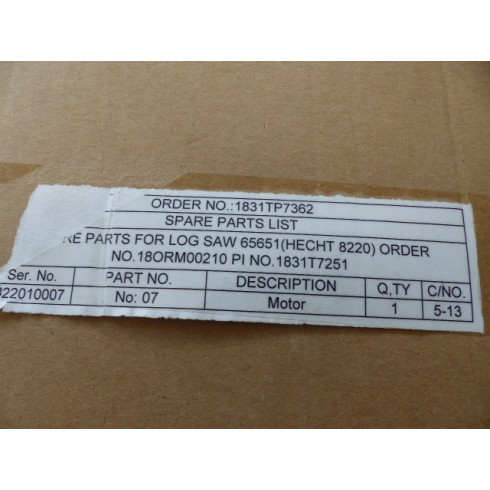 ORDER NO.:1831TP7362
SPARE PARTS LIST
RE PARTS FOR LOG SAW 65651(HECHT 8220) ORDER
NO.18ORM00210 PI NO.1831T7251
Ser. No. PART NO. DESCRIPTION Q,TY C/NO.
822010007 No: 07 Motor 1 5-13